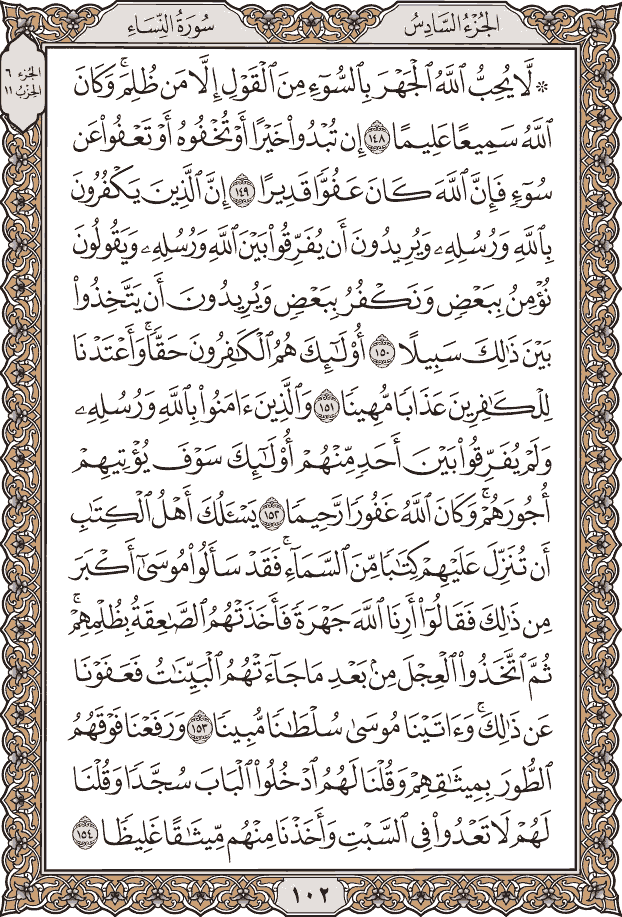 الجُزْءُ السَّادِسُ
سُورَةُ النِّسَاءِ
الجزء ٦
الحزب ١١
۞ لَّا يُحِبُّ ٱللَّهُ ٱلْجَهْرَ بِٱلسُّوٓءِ مِنَ ٱلْقَوْلِ إِلَّا مَن ظُلِمَۚ وَكَانَ
ٱللَّهُ سَمِيعًا عَلِيمًا ١٤٨ إِن تُبْدُوا۟ خَيْرًا أَوْ تُخْفُوهُ أَوْ تَعْفُوا۟ عَن
سُوٓءٍ فَإِنَّ ٱللَّهَ كَانَ عَفُوًّا قَدِيرًا ١٤٩ إِنَّ ٱلَّذِينَ يَكْفُرُونَ
بِٱللَّهِ وَرُسُلِهِۦ وَيُرِيدُونَ أَن يُفَرِّقُوا۟ بَيْنَ ٱللَّهِ وَرُسُلِهِۦ وَيَقُولُونَ
نُؤْمِنُ بِبَعْضٍ وَنَكْفُرُ بِبَعْضٍ وَيُرِيدُونَ أَن يَتَّخِذُوا۟
بَيْنَ ذَٰلِكَ سَبِيلًا ١٥٠ أُو۟لَٰٓئِكَ هُمُ ٱلْكَٰفِرُونَ حَقًّاۚ وَأَعْتَدْنَا
لِلْكَٰفِرِينَ عَذَابًا مُّهِينًا ١٥١ وَٱلَّذِينَ ءَامَنُوا۟ بِٱللَّهِ وَرُسُلِهِۦ
وَلَمْ يُفَرِّقُوا۟ بَيْنَ أَحَدٍ مِّنْهُمْ أُو۟لَٰٓئِكَ سَوْفَ يُؤْتِيهِمْ
أُجُورَهُمْۚ وَكَانَ ٱللَّهُ غَفُورًا رَّحِيمًا ١٥٢ يَسْـَٔلُكَ أَهْلُ ٱلْكِتَٰبِ
أَن تُنَزِّلَ عَلَيْهِمْ كِتَٰبًا مِّنَ ٱلسَّمَآءِۚ فَقَدْ سَأَلُوا۟ مُوسَىٰٓ أَكْبَرَ
مِن ذَٰلِكَ فَقَالُوٓا۟ أَرِنَا ٱللَّهَ جَهْرَةً فَأَخَذَتْهُمُ ٱلصَّٰعِقَةُ بِظُلْمِهِمْۚ
ثُمَّ ٱتَّخَذُوا۟ ٱلْعِجْلَ مِنۢ بَعْدِ مَا جَآءَتْهُمُ ٱلْبَيِّنَٰتُ فَعَفَوْنَا
عَن ذَٰلِكَۚ وَءَاتَيْنَا مُوسَىٰ سُلْطَٰنًا مُّبِينًا ١٥٣ وَرَفَعْنَا فَوْقَهُمُ
ٱلطُّورَ بِمِيثَٰقِهِمْ وَقُلْنَا لَهُمُ ٱدْخُلُوا۟ ٱلْبَابَ سُجَّدًا وَقُلْنَا
لَهُمْ لَا تَعْدُوا۟ فِى ٱلسَّبْتِ وَأَخَذْنَا مِنْهُم مِّيثَٰقًا غَلِيظًا ١٥٤
١٠٢